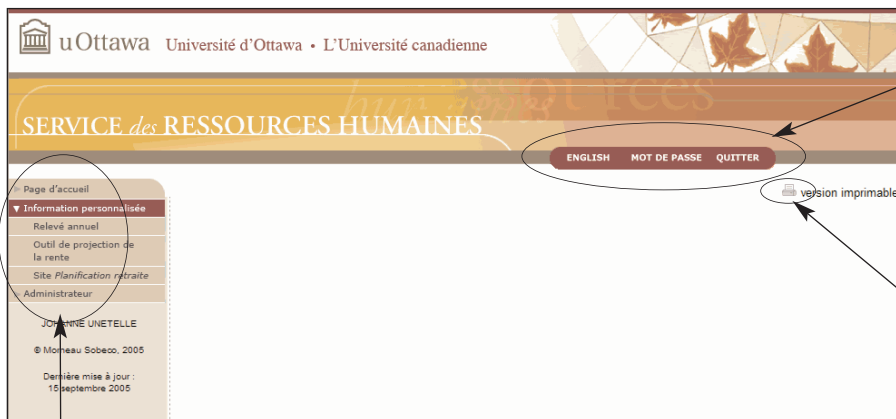 uOttawa Université d'Ottawa • L'Université canadienne
SERVICE des RESSOURCES HUMAINES
ENGLISH MOT DE PASSE QUITTER
version imprimable
Page d'accueil
Information personnalisée
Relevé annuel
Outil de projection de
la rente
Site Planification retraite
Administrateur
JOHANNE UNETELLE
© Morneau Sobeco, 2005
Dernière mise à jour :
15 septembre 2005